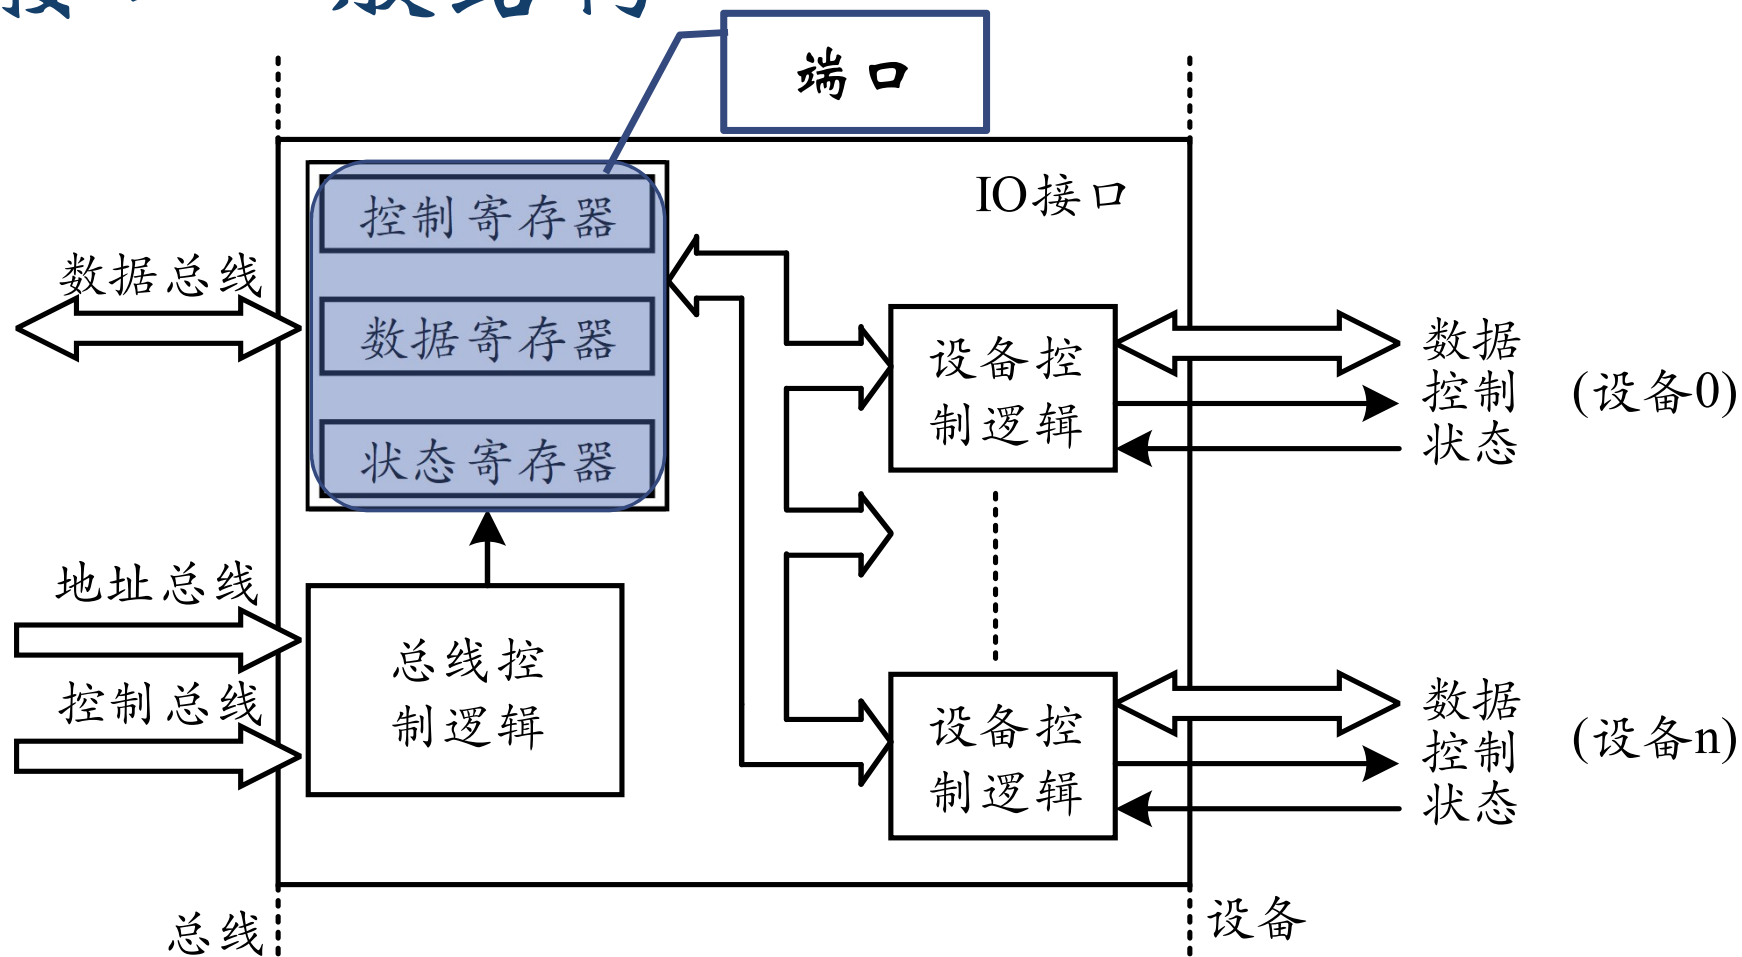 端口
IO接口
控制寄存器
数据寄存器
状态寄存器
数据总线
地址总线
控制总线
总线控
制逻辑
设备控
制逻辑
数据
控制
状态
(设备0)
设备控
制逻辑
数据
控制
状态
(设备n)
总线
设备